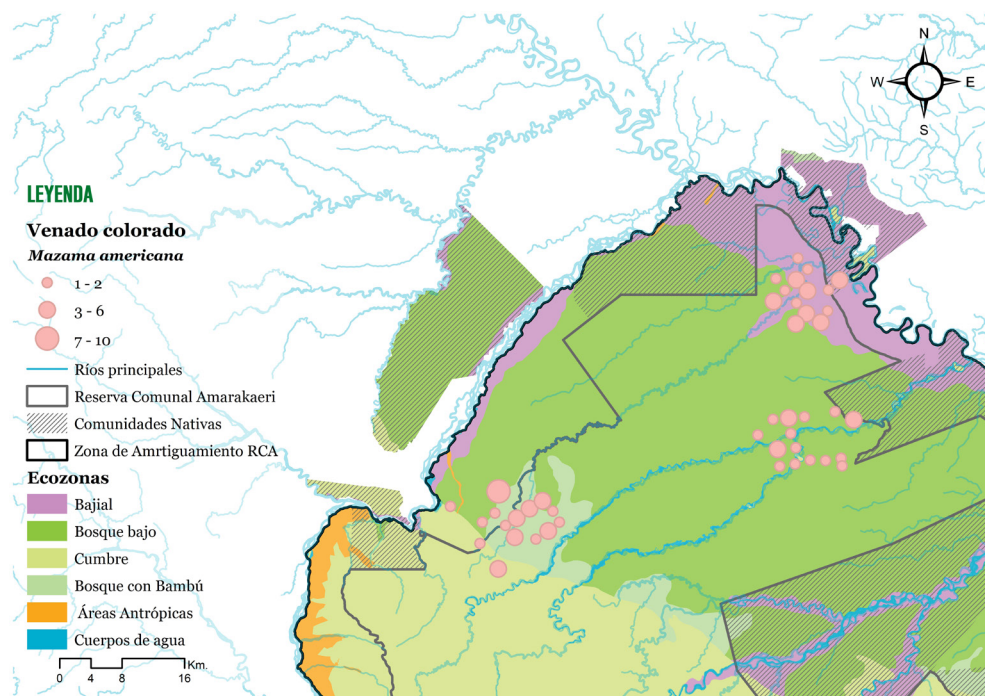 N
W E
S
LEYENDA
Venado colorado
Mazama americana
1 - 2
3 - 6
7 - 10
Ríos principales
Reserva Comunal Amarakaeri
Comunidades Nativas
Zona de Amrtiguamiento RCA
Ecozonas
Bajial
Bosque bajo
Cumbre
Bosque con Bambú
Áreas Antrópicas
Cuerpos de agua
Km.
0 4 8 16